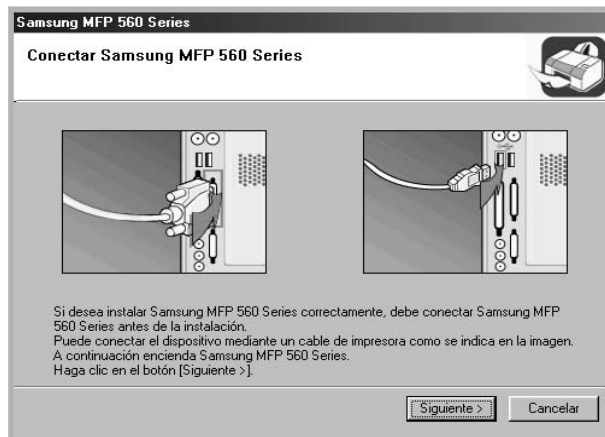 Samsung MFP 560 Series
Conectar Samsung MFP 560 Series
Si desea instalar Samsung MFP 560 Series correctamente, debe conectar Samsung MFP
560 Series antes de la instalación.
Puede conectar el dispositivo mediante un cable de impresora como se indica en la imagen.
A continuación encienda Samsung MFP 560 Series.
Haga clic en el botón [Siguiente >].
Siguiente >
Cancelar